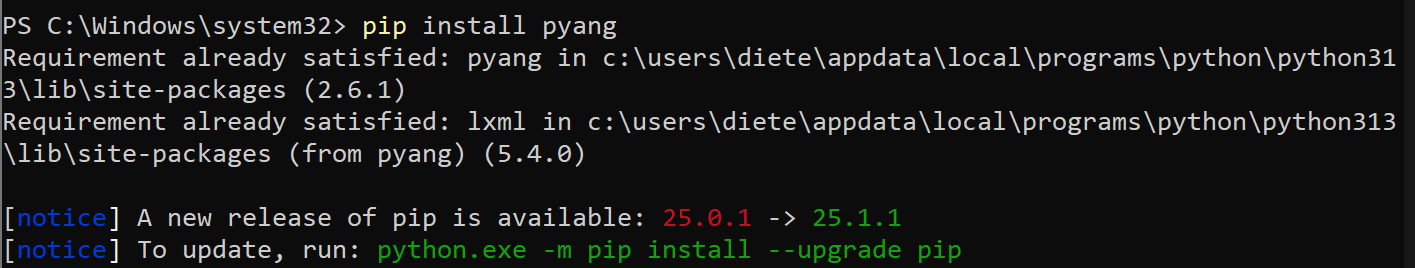 PS C:\Windows\system32> pip install pyang
Requirement already satisfied: pyang in c:\users\diete\appdata\local\programs\python\python31
3\lib\site-packages (2.6.1)
Requirement already satisfied: lxml in c:\users\diete\appdata\local\programs\python\python313
\lib\site-packages (from pyang) (5.4.0)
[notice] A new release of pip is available: 25.0.1 -> 25.1.1
[notice] To update, run: python.exe -m pip install --upgrade pip